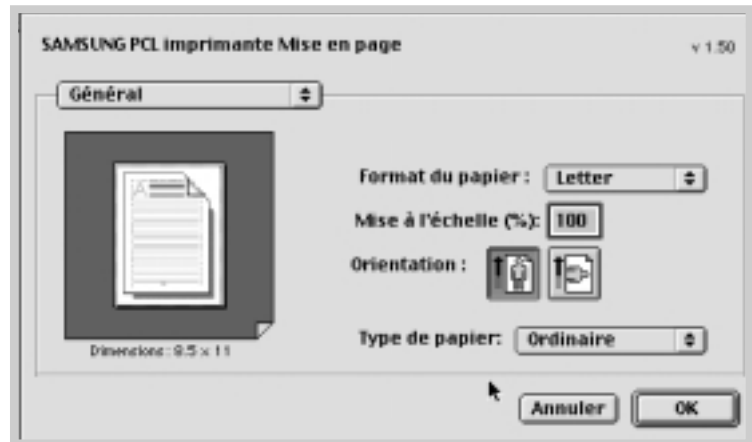 SAMSUNG PCL imprimante Mise en page
v 1.50
Général
Format du papier : Letter
Mise à l'échelle (%): 100
Orientation :
Type de papier: Ordinaire
Dimensions : 8.5 x 11
Annuler
OK